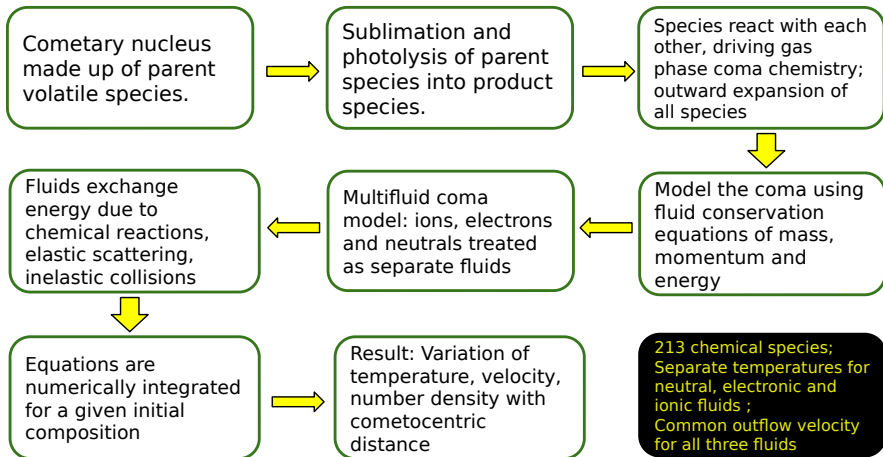 Cometary nucleus
made up of parent
volatile species.
Sublimation and
photolysis of parent
species into product
species.
Species react with each
other, driving gas
phase coma chemistry;
outward expansion of
all species
Model the coma using
fluid conservation
equations of mass,
momentum and
energy
Multifluid coma
model: ions, electrons
and neutrals treated
as separate fluids
Fluids exchange
energy due to
chemical reactions,
elastic scattering,
inelastic collisions
Equations are
numerically integrated
for a given initial
composition
Result: Variation of
temperature, velocity,
number density with
cometocentric
distance
213 chemical species;
Separate temperatures for
neutral, electronic and
ionic fluids ;
Common outflow velocity
for all three fluids